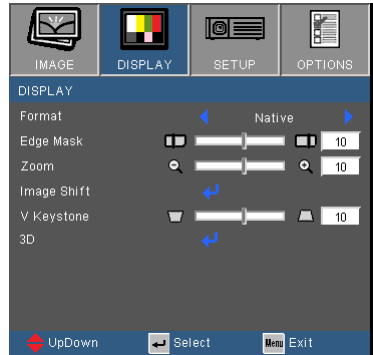 IMAGE DISPLAY SETUP OPTIONS
DISPLAY
Format Native
Edge Mask 10
Zoom 10
Image Shift
V Keystone 10
3D
UpDown Select Menu Exit